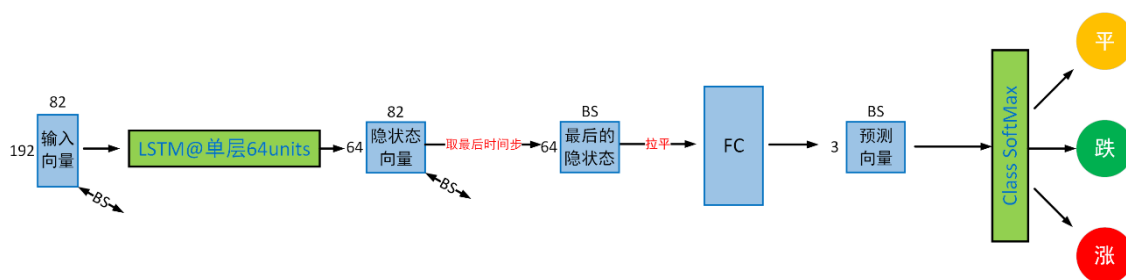 82
192
输入
向量
BS
LSTM@单层64units
82
64
隐状态
向量
BS
取最后时间步
BS
64
最后的
隐状态
拉平
FC
BS
3
预测
向量
Class SoftMax
平
跌
涨